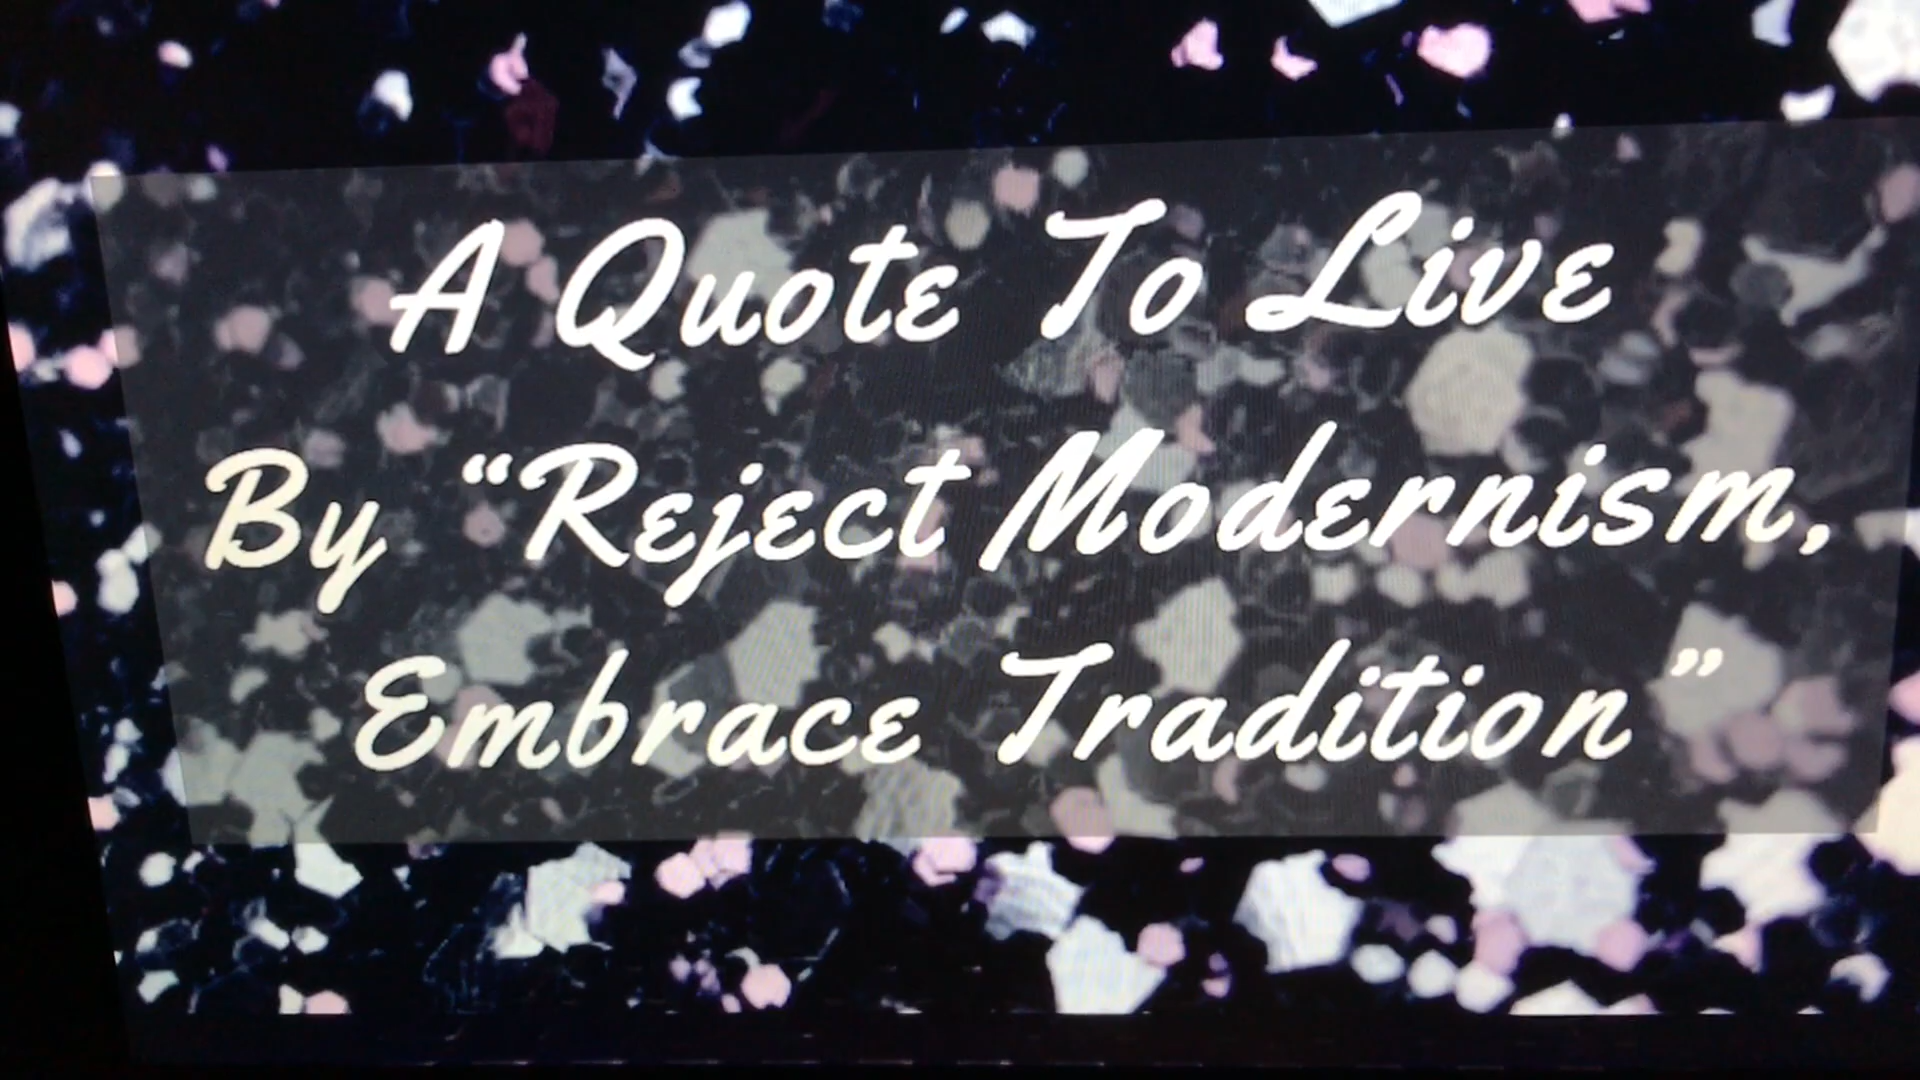 A Quote To Live
By “Reject Modernism,
Embrace Tradition”